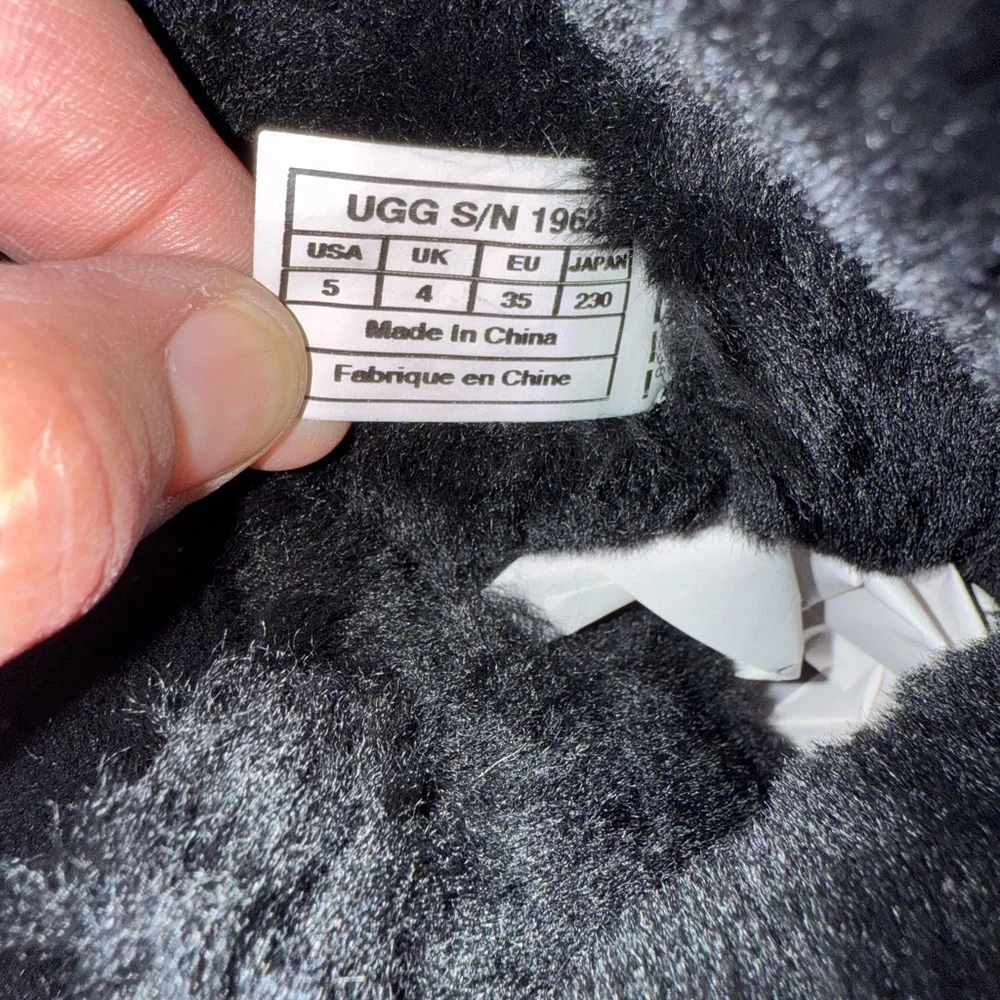 UGG S/N 1962
USA UK EU JAPAN
5 4 35 230
Made In China
Fabrique en Chine